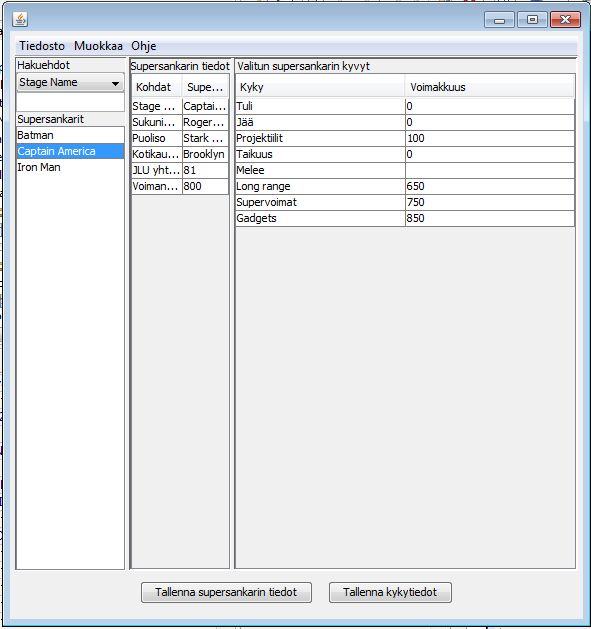 Tiedosto Muokkaa Ohje
Hakuehdot
Stage Name
Supersankarit
Batman
Captain America
Iron Man
Supersankarin tiedot
Kohdat Supe...
Stage ... Captai...
Sukuni... Roger...
Puoliso Stark ...
Kotikau... Brooklyn
JLU yht... 81
Voiman... 800
Valitun supersankarin kyvyt
Kyky Voimakkuus
Tuli 0
Jää 0
Projektiilit 100
Taikuus 0
Melee
Long range 650
Supervoimat 750
Gadgets 850
Tallenna supersankarin tiedot Tallenna kykytiedot